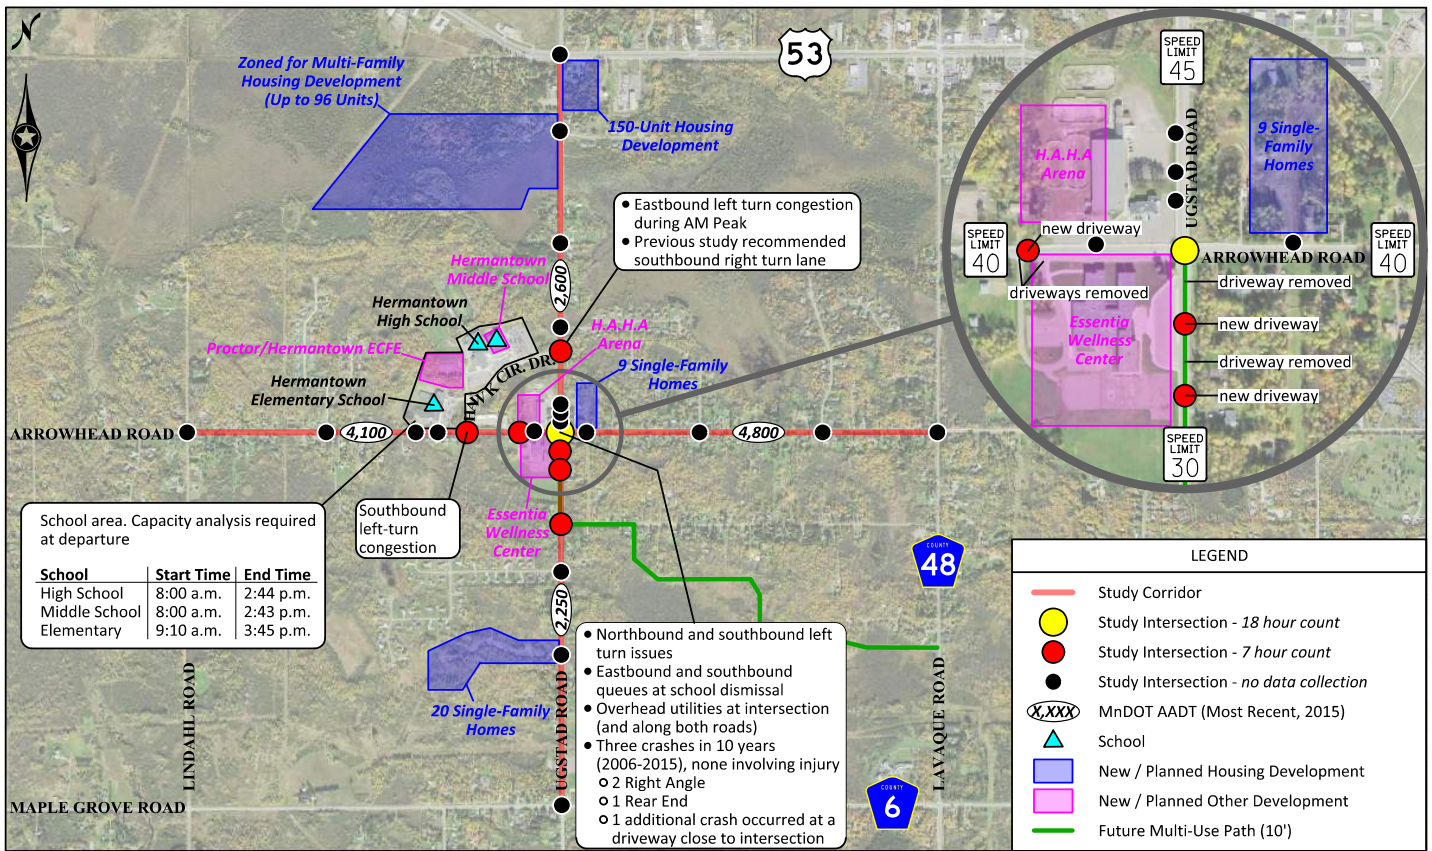 N
Zoned for Multi-Family
Housing Development
(Up to 96 Units)
53
150-Unit Housing
Development
Eastbound left turn congestion
during AM Peak
Previous study recommended
southbound right turn lane
2,600
Hermantown
Middle School
Hermantown
High School
Proctor/Hermantown ECFE
Hermantown
Elementary School
HAWK CIR. DR.
H.A.H.A
Arena
9 Single-Family
Homes
ARROWHEAD ROAD
4,100
4,800
School area. Capacity analysis required
at departure
School Start Time End Time
High School 8:00 a.m. 2:44 p.m.
Middle School 8:00 a.m. 2:43 p.m.
Elementary 9:10 a.m. 3:45 p.m.
Southbound
left-turn
congestion
Essentia
Wellness
Center
2,250
20 Single-Family
Homes
LINDAHL ROAD
UGSTAD ROAD
LAVAQUE ROAD
MAPLE GROVE ROAD
Northbound and southbound left
turn issues
Eastbound and southbound
queues at school dismissal
Overhead utilities at intersection
(and along both roads)
Three crashes in 10 years
(2006-2015), none involving injury
2 Right Angle
1 Rear End
1 additional crash occurred at a
driveway close to intersection
COUNTY
48
COUNTY
6
SPEED
LIMIT
45
UGSTAD ROAD
H.A.H.A
Arena
9 Single-
Family
Homes
SPEED
LIMIT
40
new driveway
ARROWHEAD ROAD
SPEED
LIMIT
40
driveways removed
driveway removed
Essentia
Wellness
Center
new driveway
driveway removed
new driveway
SPEED
LIMIT
30
LEGEND
Study Corridor
Study Intersection - 18 hour count
Study Intersection - 7 hour count
Study Intersection - no data collection
X,XXX MnDOT AADT (Most Recent, 2015)
School
New / Planned Housing Development
New / Planned Other Development
Future Multi-Use Path (10')